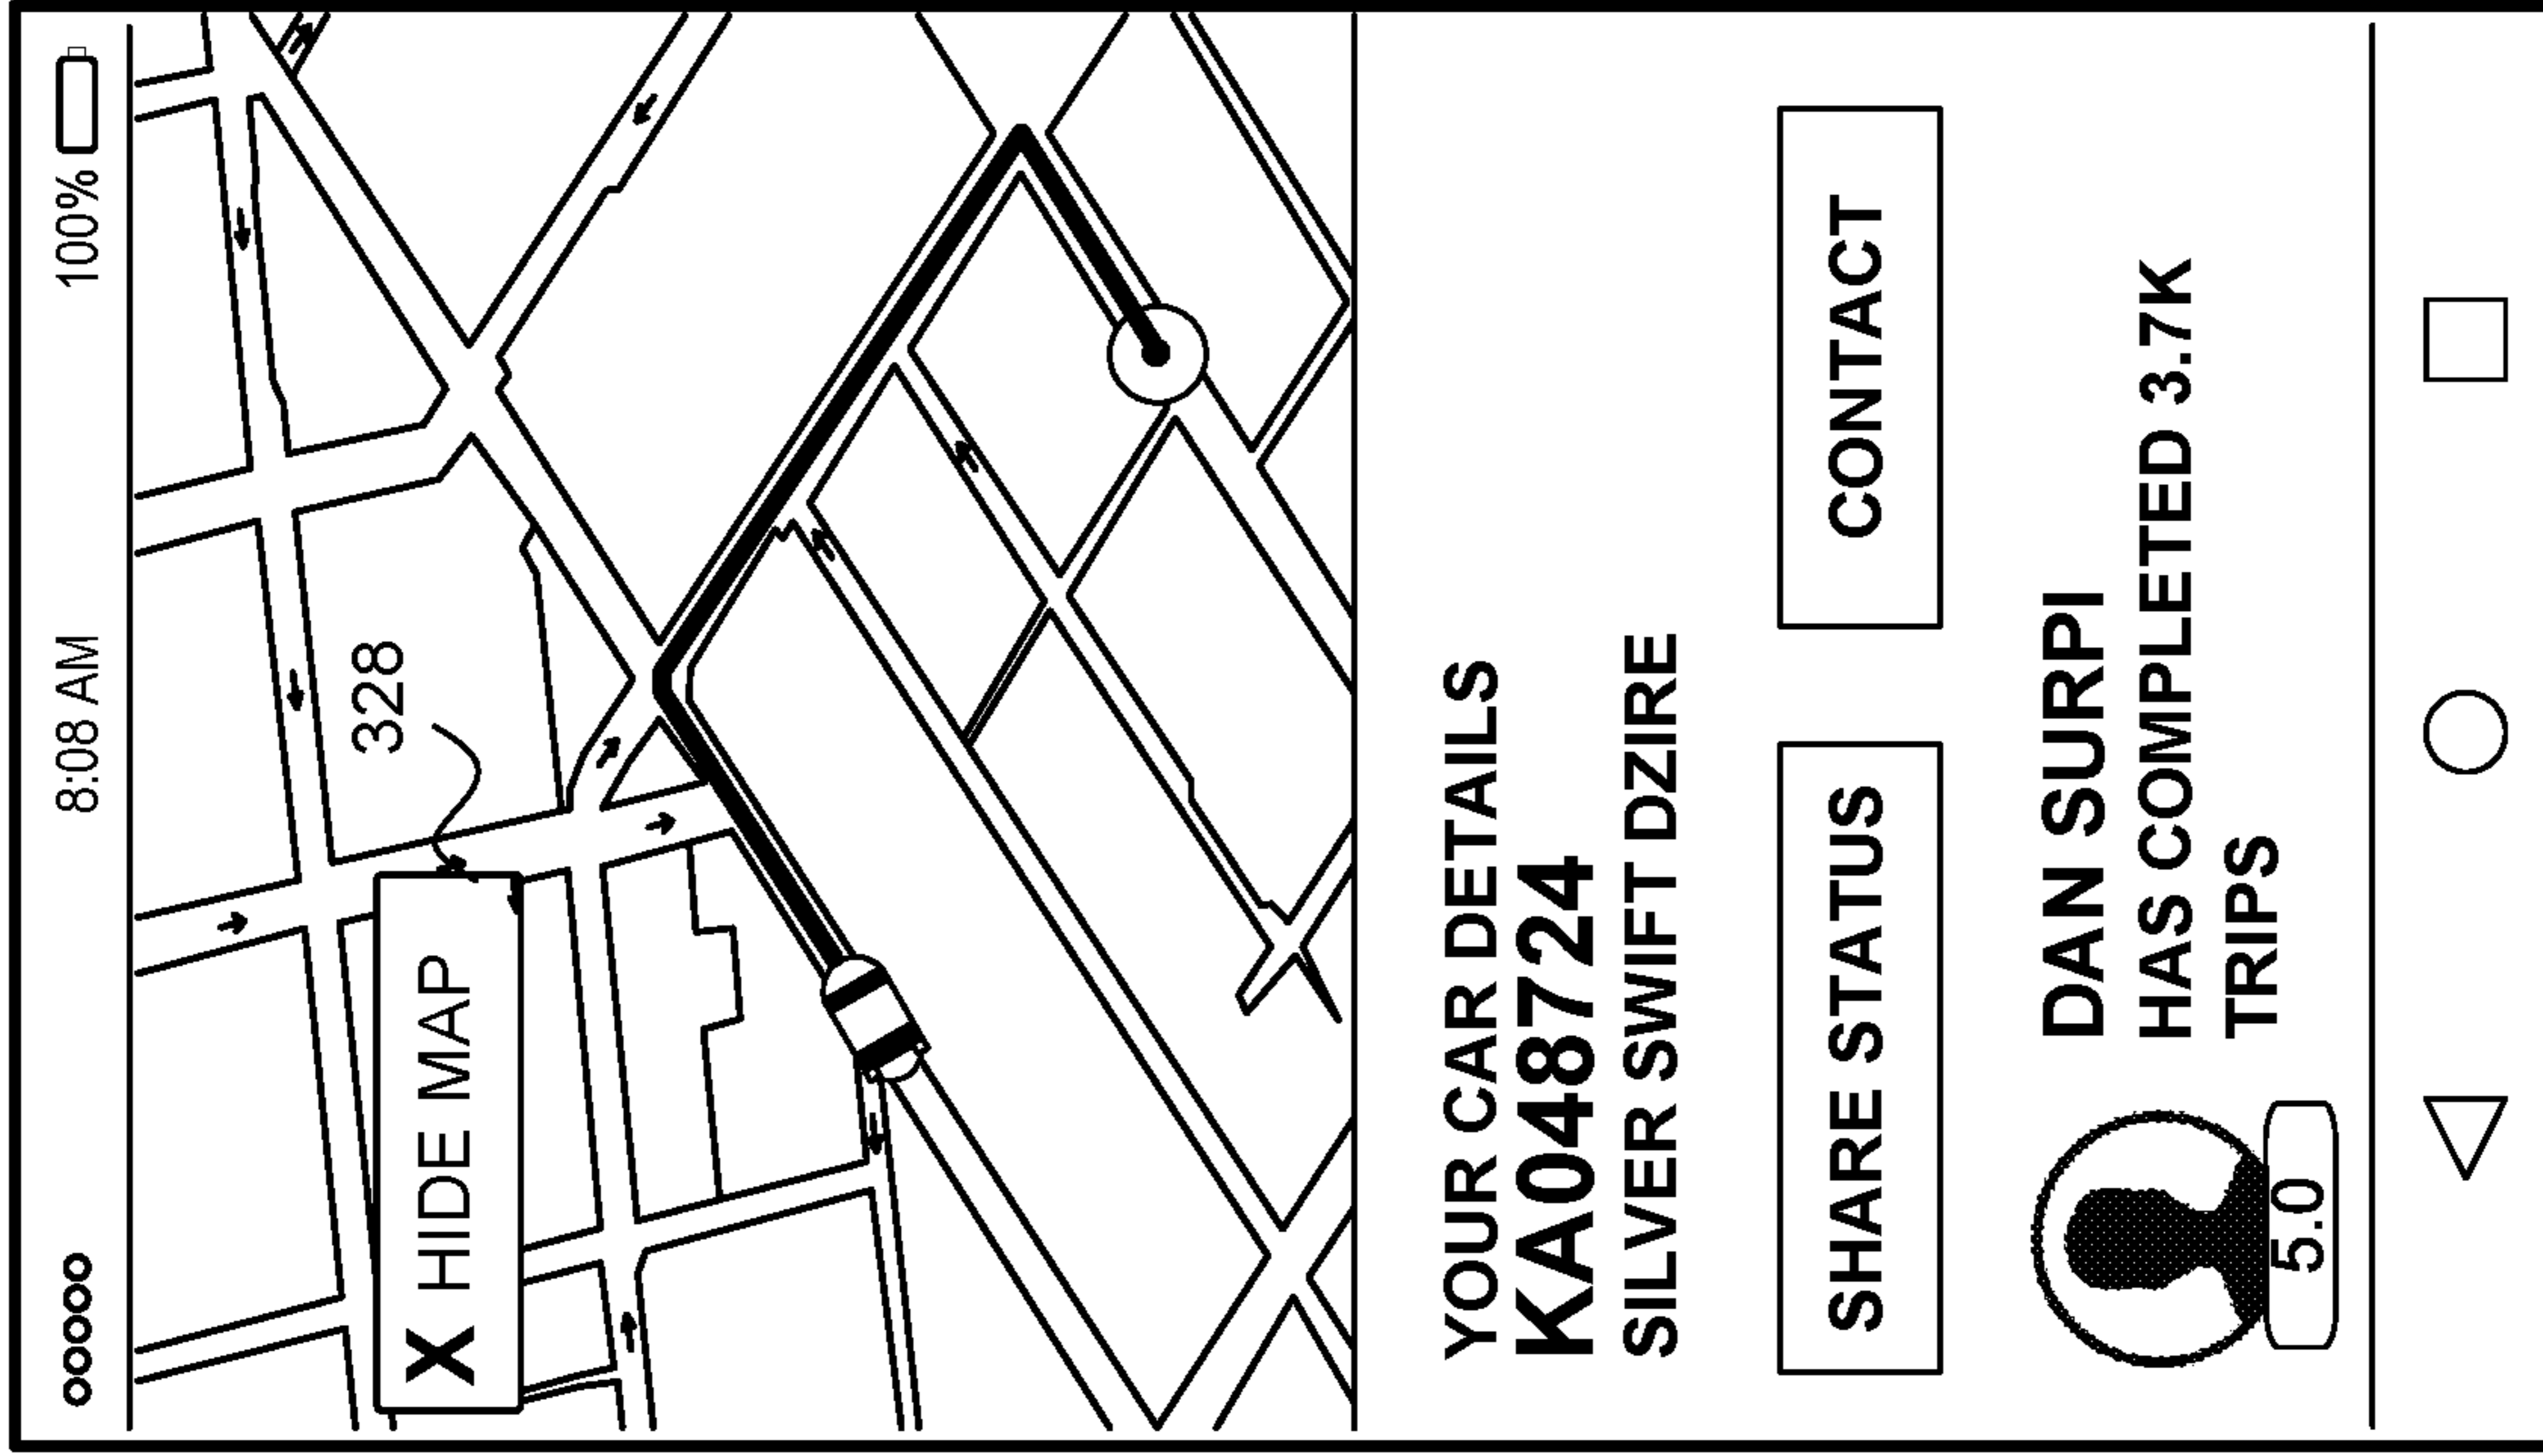 8:08 AM
100%
328
X HIDE MAP
YOUR CAR DETAILS
KA048724
SILVER SWIFT DZIRE
SHARE STATUS
CONTACT
DAN SURPI
HAS COMPLETED 3.7K
TRIPS
5.0